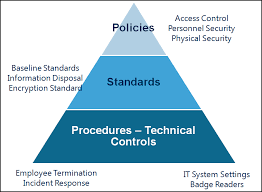 Policies
Access Control
Personnel Security
Physical Security
Baseline Standards
Information Disposal
Encryption Standard
Standards
Procedures – Technical
Controls
Employee Termination
Incident Response
IT System Settings
Badge Readers